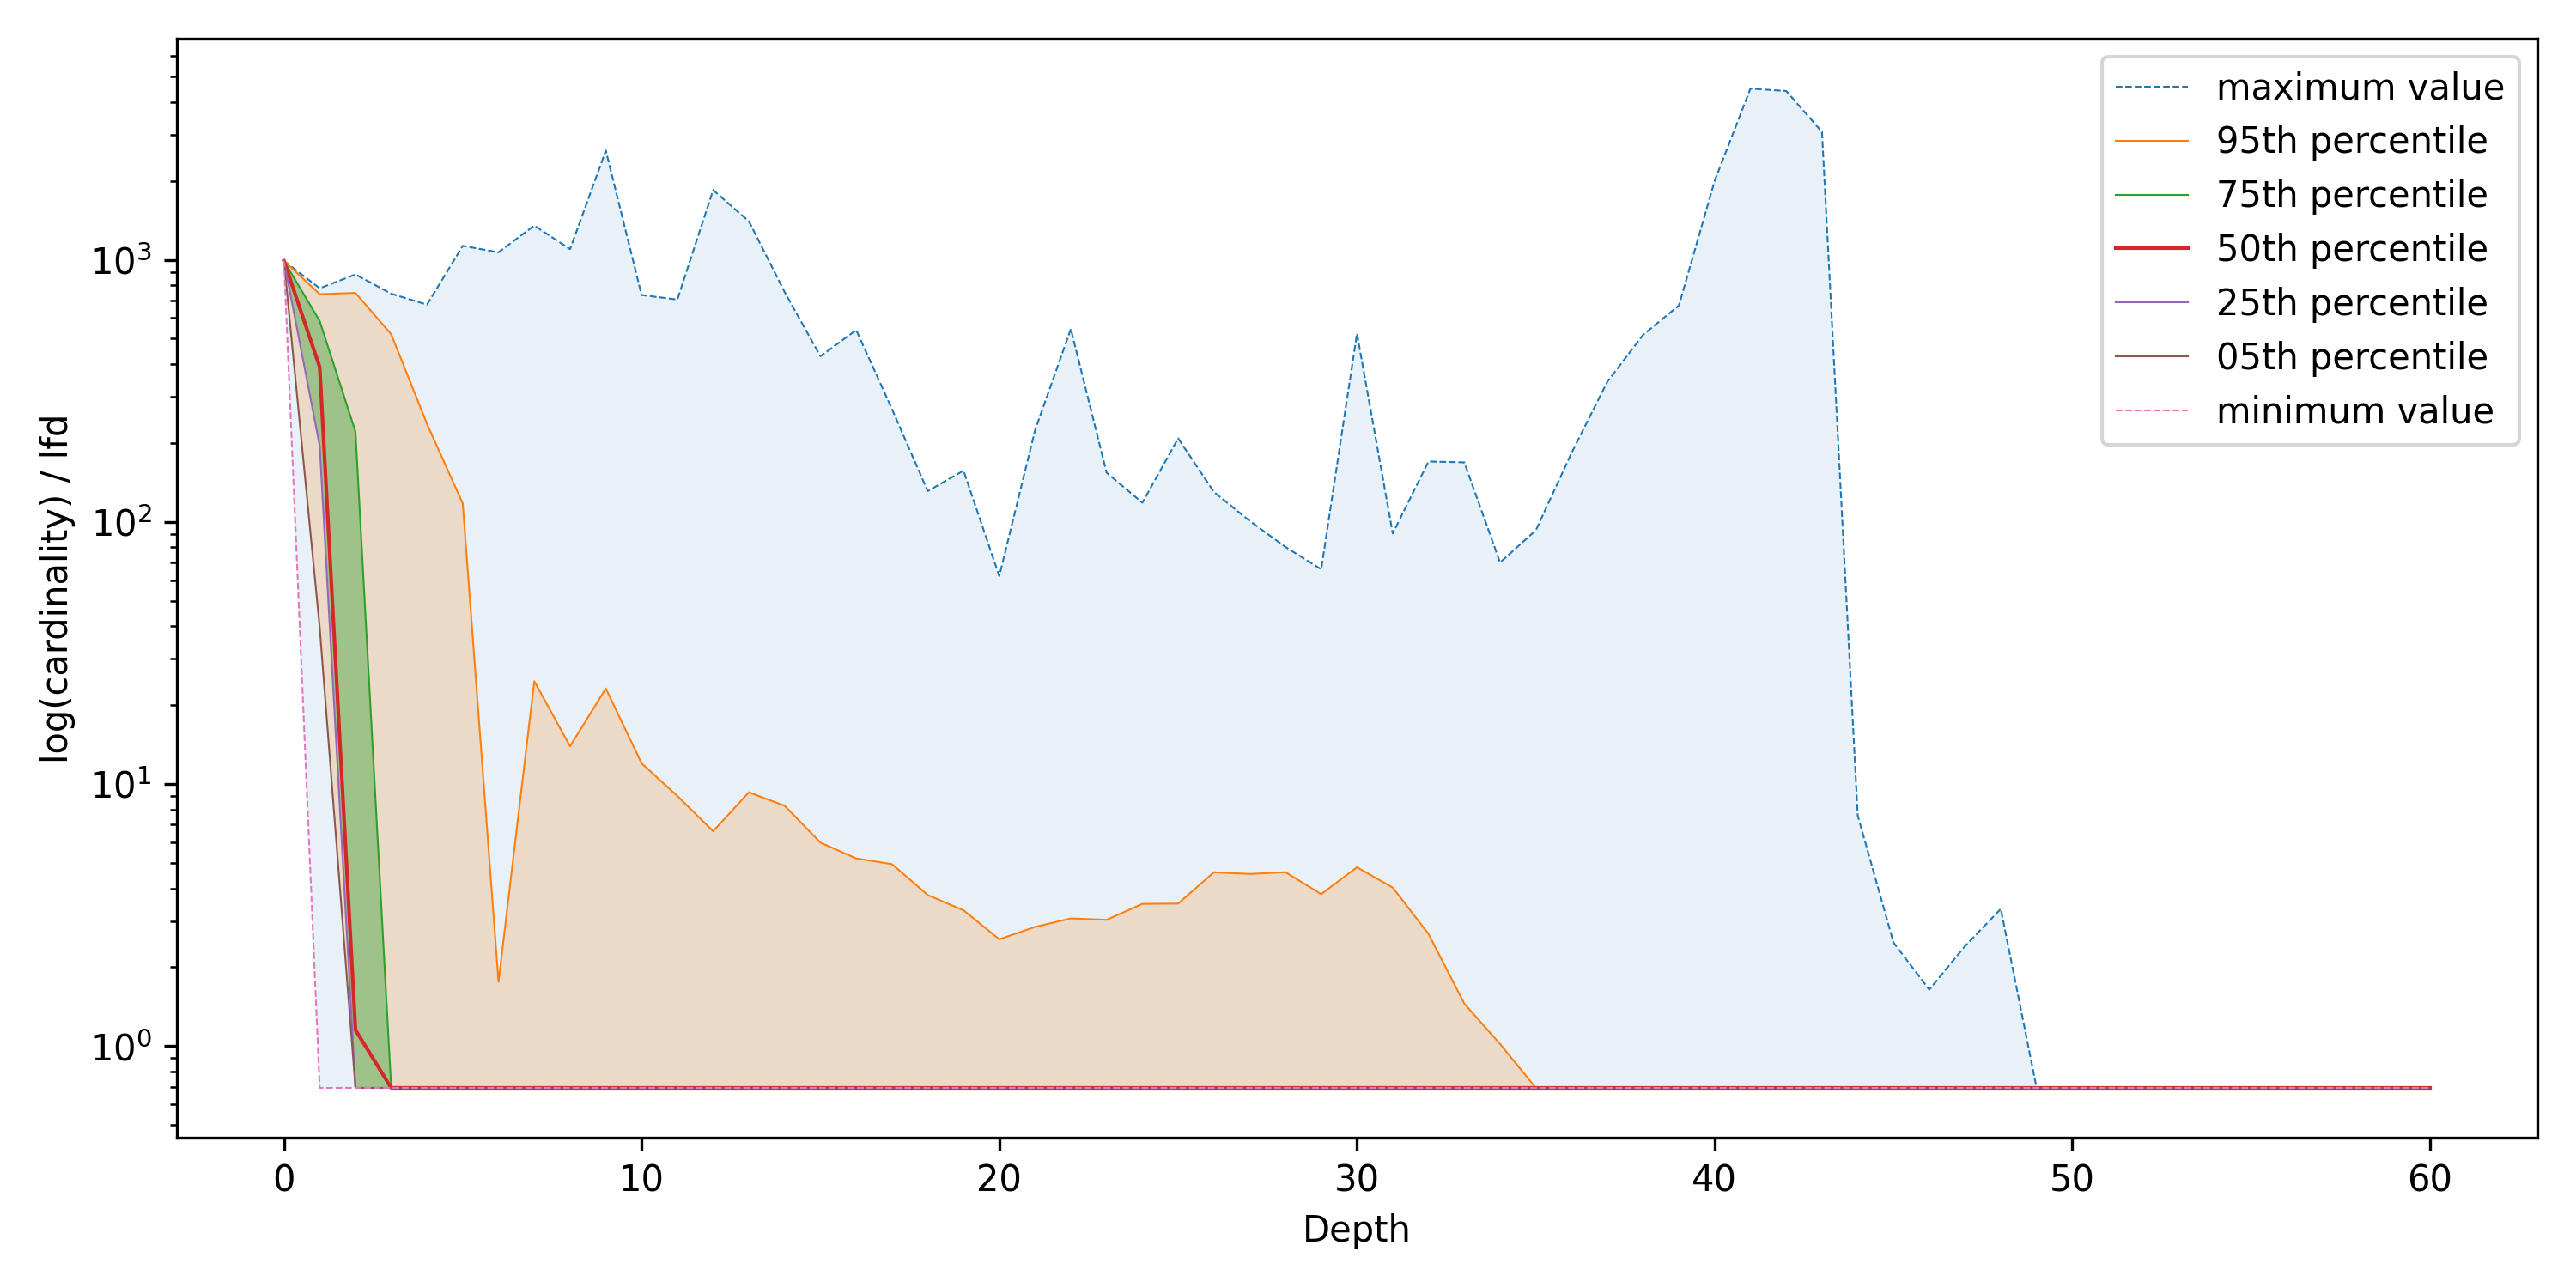 maximum value
95th percentile
75th percentile
50th percentile
25th percentile
05th percentile
minimum value
log(cardinality) / lfd
10³
10²
10¹
10⁰
0 10 20 30 40 50 60
Depth